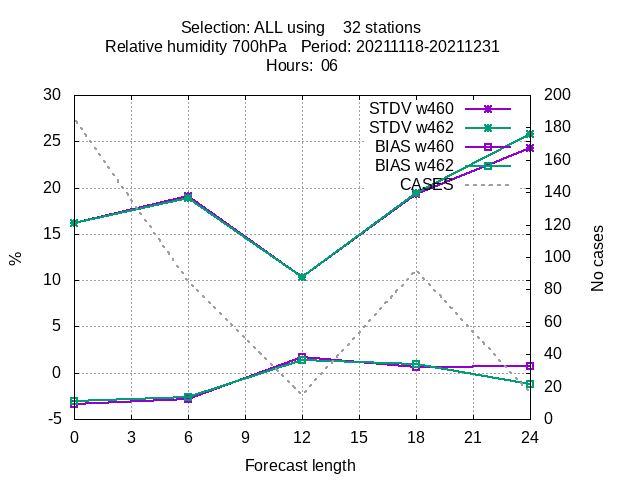 Selection: ALL using    32 stations
Relative humidity 700hPa   Period: 20211118-20211231
Hours:  06
30
25
20
15
10
5
0
-5
%
200
180
160
140
120
100
80
60
40
20
0
No cases
STDV w460
STDV w462
BIAS w460
BIAS w462
CASES
0 3 6 9 12 15 18 21 24
Forecast length